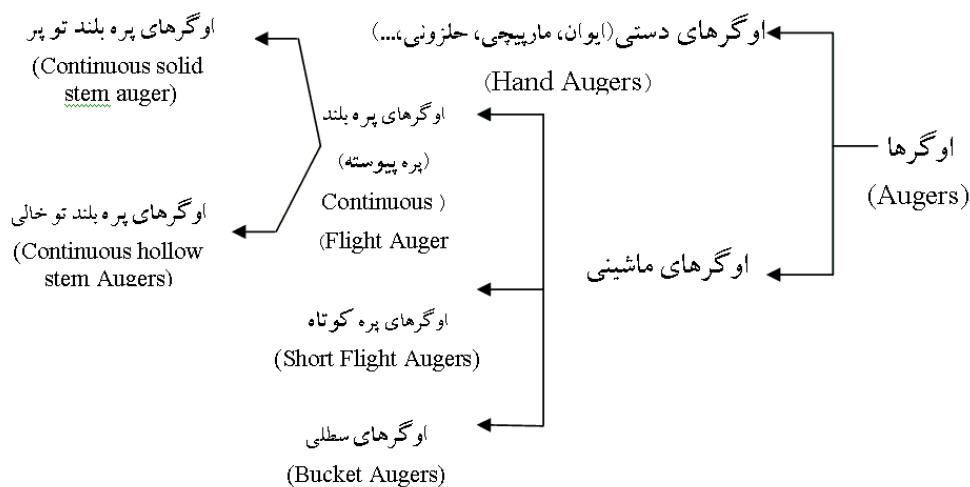 اوگرها
(Augers)
اوگرهای دستی(ایوان، مارپیچی، حلزونی،...)
(Hand Augers)
اوگرهای ماشینی
اوگرهای پره بلند
(پره پیوسته)
Continuous )
(Flight Auger
اوگرهای پره کوتاه
(Short Flight Augers)
اوگرهای سطلی
(Bucket Augers)
اوگرهای پره بلند تو پر
(Continuous solid
stem auger)
اوگرهای پره بلند تو خالی
(Continuous hollow
stem Augers)